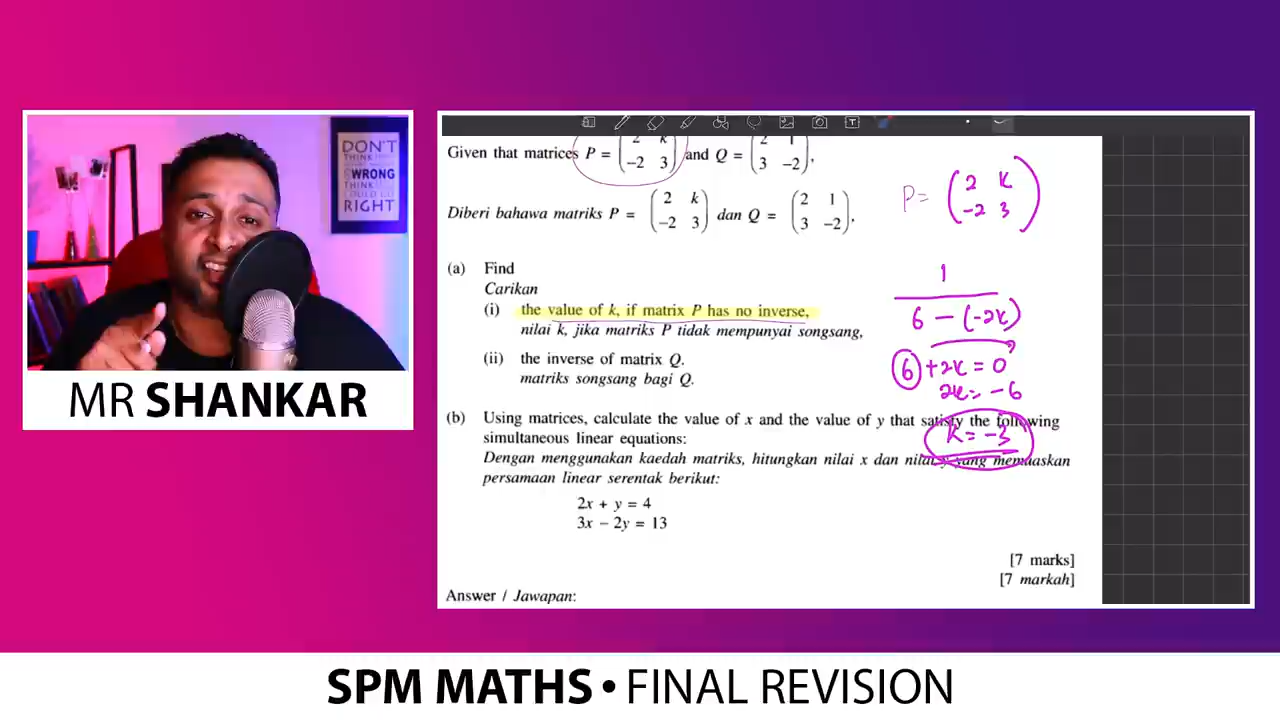 DON'T
THINK
WRONG
THINK
RIGHT
MR SHANKAR
Given that matrices P = ( 2 k −2 3 ) and Q = ( 2 1 3 −2 ),
Diberi bahawa matriks P = ( 2 k −2 3 ) dan Q = ( 2 1 3 −2 ).
(a) Find
Carikan
(i) the value of k, if matrix P has no inverse,
nilai k, jika matriks P tidak mempunyai songsang,
(ii) the inverse of matrix Q.
matriks songsang bagi Q.
(b) Using matrices, calculate the value of x and the value of y that satisfy the following
simultaneous linear equations:
Dengan menggunakan kaedah matriks, hitungkan nilai x dan nilai y yang memuaskan
persamaan linear serentak berikut:
2x + y = 4
3x − 2y = 13
[7 marks]
[7 markah]
Answer / Jawapan:
P = ( 2 k
-2 3 )
1
6 - (-2k)
6 + 2k = 0
2k = -6
k = -3
SPM MATHS • FINAL REVISION